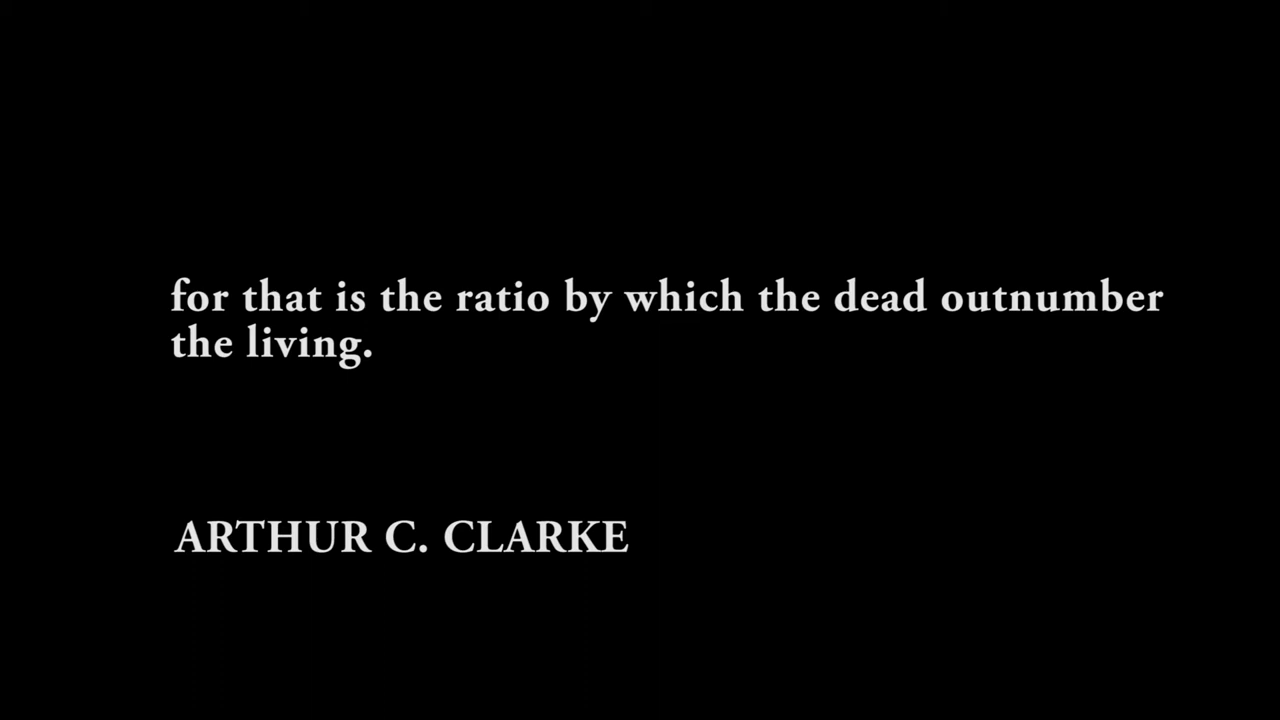 for that is the ratio by which the dead outnumber
the living.
ARTHUR C. CLARKE